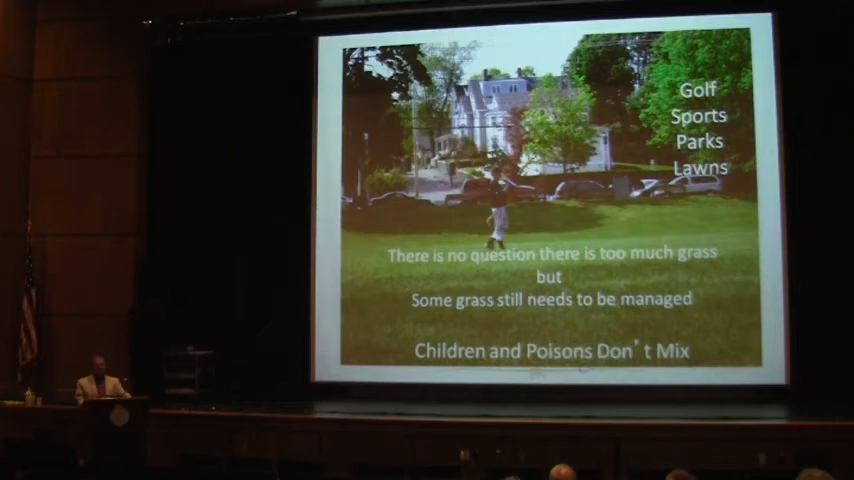 Golf
Sports
Parks
Lawns
There is no question there is too much grass
but
Some grass still needs to be managed
Children and Poisons Don't Mix